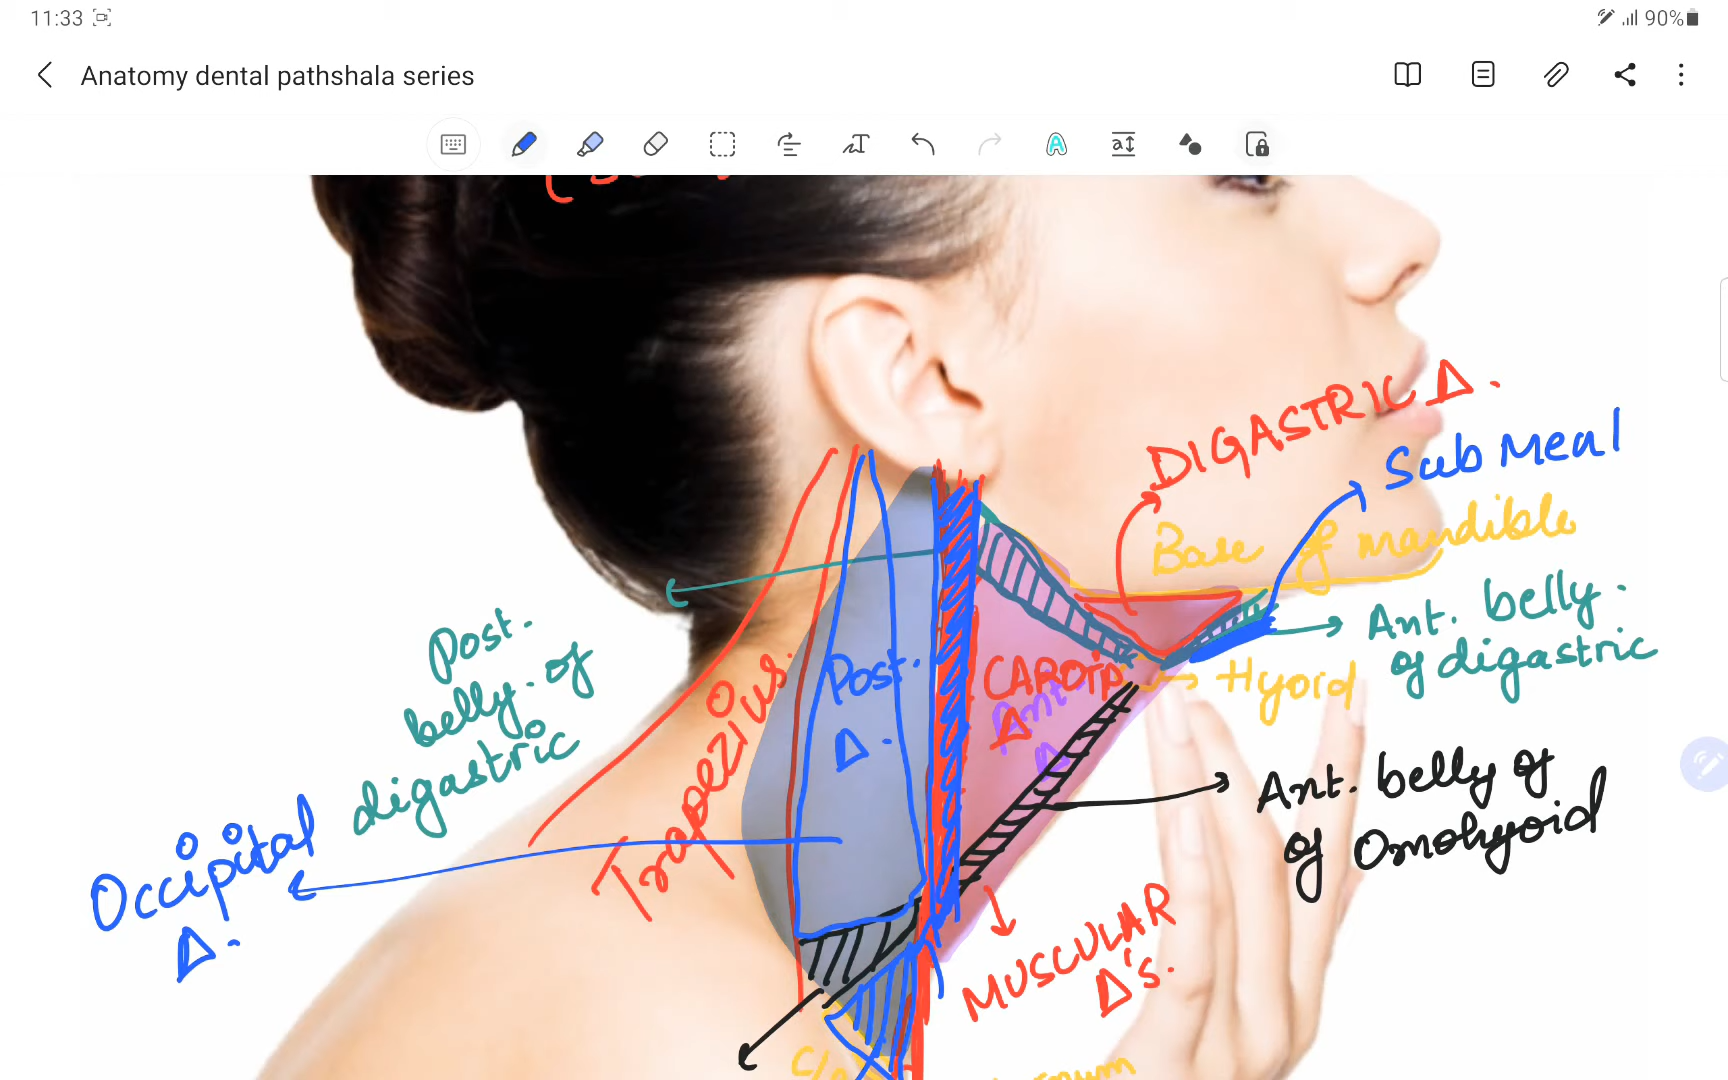 11:33
90%
Anatomy dental pathshala series
DIGASTRIC Δ.
Sub Meal
Base of mandible
Ant. belly.
of digastric
Post.
belly. of
digastric
Trapezius.
Post.
Δ.
CAROTID
Δ
Ant.
Δ
Hyoid
Ant. belly of
of Omohyoid
Occipital
Δ.
MUSCULAR
Δ's.